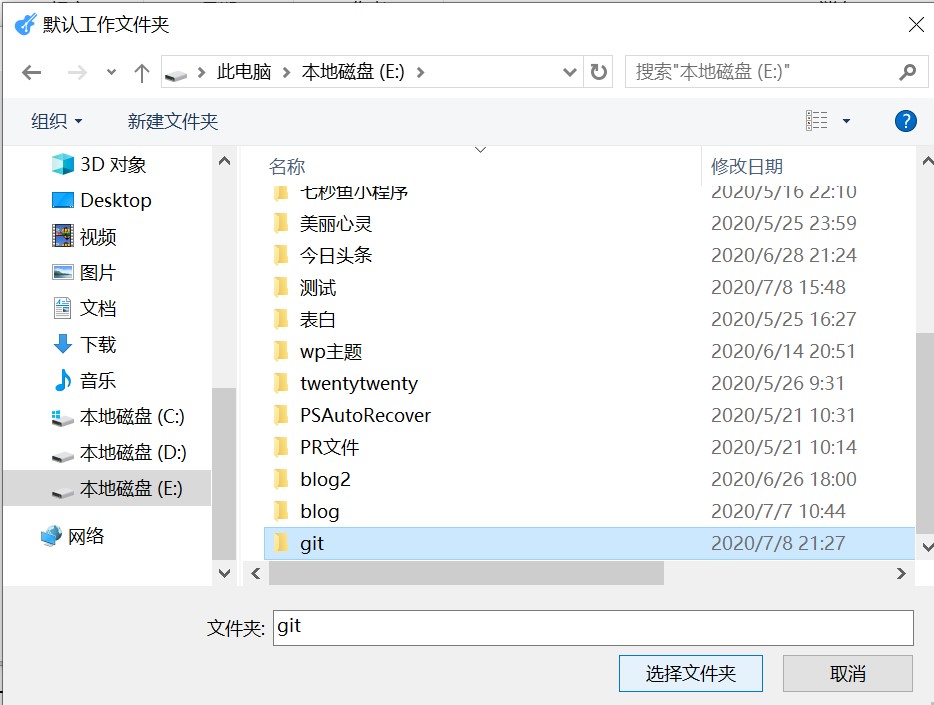 默认工作文件夹
此电脑 本地磁盘 (E:)
搜索"本地磁盘 (E:)"
组织 新建文件夹
3D 对象
Desktop
视频
图片
文档
下载
音乐
本地磁盘 (C:)
本地磁盘 (D:)
本地磁盘 (E:)
网络
名称 修改日期
七秒鱼小程序 2020/5/16 22:10
美丽心灵 2020/5/25 23:59
今日头条 2020/6/28 21:24
测试 2020/7/8 15:48
表白 2020/5/25 16:27
wp主题 2020/6/14 20:51
twentytwenty 2020/5/26 9:31
PSAutoRecover 2020/5/21 10:31
PR文件 2020/5/21 10:14
blog2 2020/6/26 18:00
blog 2020/7/7 10:44
git 2020/7/8 21:27
文件夹: git
选择文件夹 取消